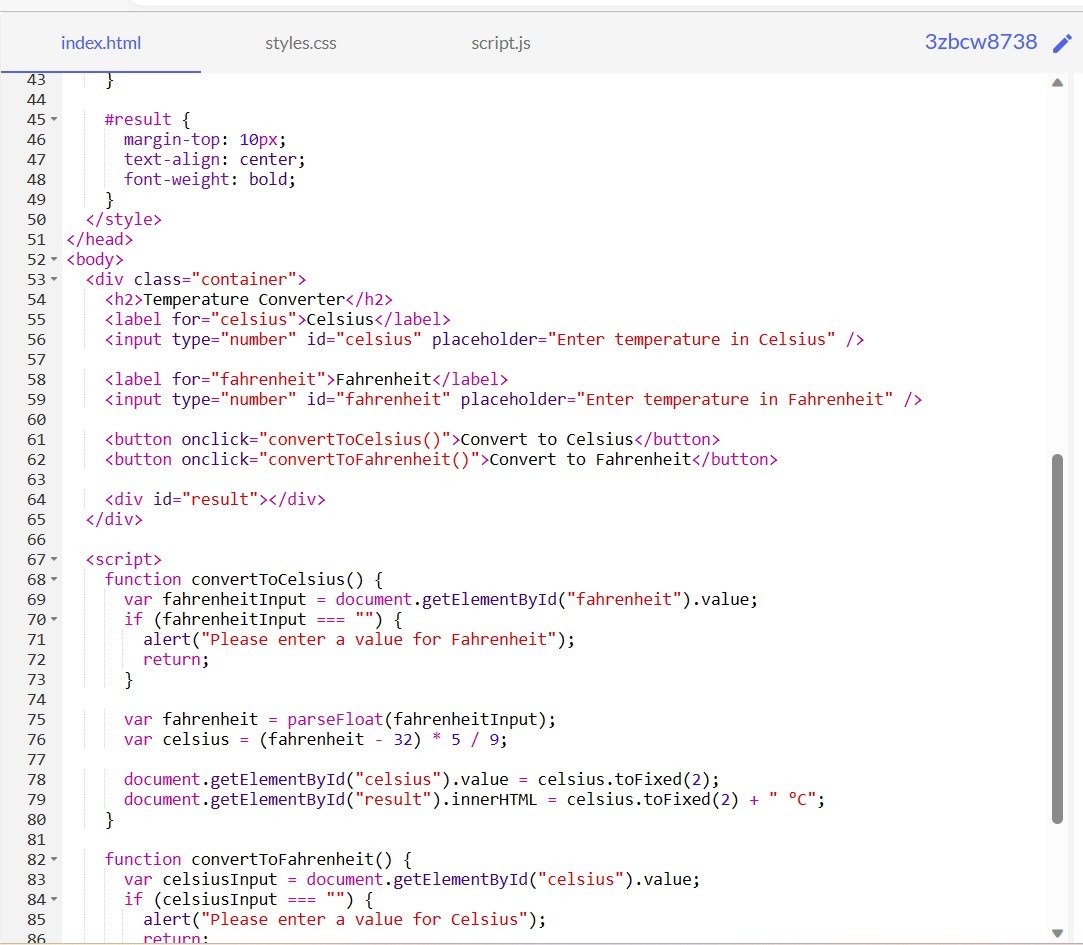 index.html styles.css script.js 3zbcw8738
43 }
44
45 #result {
46 margin-top: 10px;
47 text-align: center;
48 font-weight: bold;
49 }
50 </style>
51 </head>
52 <body>
53 <div class="container">
54 <h2>Temperature Converter</h2>
55 <label for="celsius">Celsius</label>
56 <input type="number" id="celsius" placeholder="Enter temperature in Celsius" />
57
58 <label for="fahrenheit">Fahrenheit</label>
59 <input type="number" id="fahrenheit" placeholder="Enter temperature in Fahrenheit" />
60
61 <button onclick="convertToCelsius()">Convert to Celsius</button>
62 <button onclick="convertToFahrenheit()">Convert to Fahrenheit</button>
63
64 <div id="result"></div>
65 </div>
66
67 <script>
68 function convertToCelsius() {
69 var fahrenheitInput = document.getElementById("fahrenheit").value;
70 if (fahrenheitInput === "") {
71 alert("Please enter a value for Fahrenheit");
72 return;
73 }
74
75 var fahrenheit = parseFloat(fahrenheitInput);
76 var celsius = (fahrenheit - 32) * 5 / 9;
77
78 document.getElementById("celsius").value = celsius.toFixed(2);
79 document.getElementById("result").innerHTML = celsius.toFixed(2) + " °C";
80 }
81
82 function convertToFahrenheit() {
83 var celsiusInput = document.getElementById("celsius").value;
84 if (celsiusInput === "") {
85 alert("Please enter a value for Celsius");
86 return;